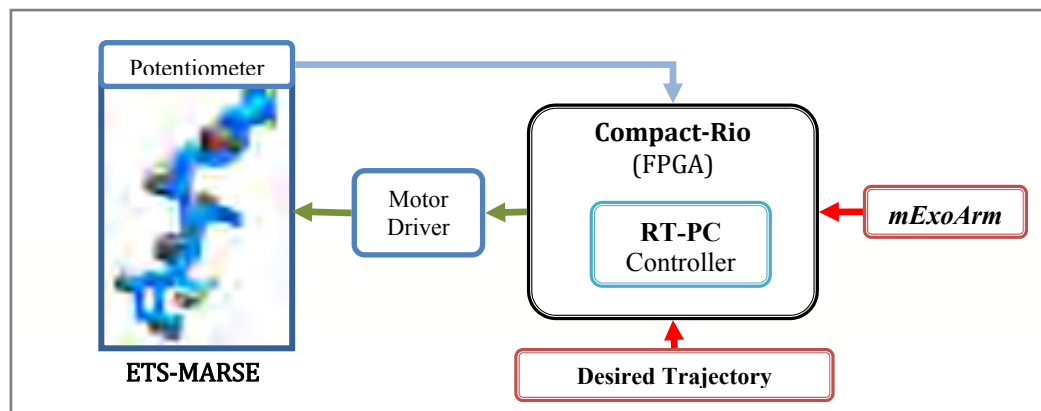 Potentiometer
Compact-Rio
(FPGA)
Motor
Driver
mExoArm
RT-PC
Controller
ETS-MARSE
Desired Trajectory